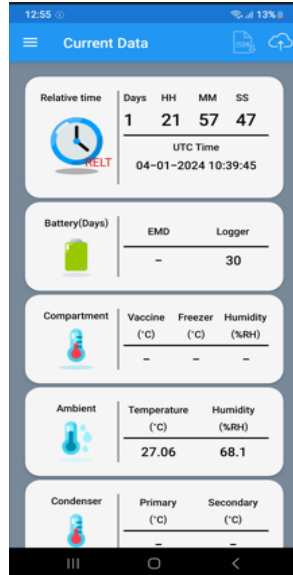 12:55 13%
Current Data
JSON
Relative time
Days HH MM SS
1 21 57 47
RELT
UTC Time
04-01-2024 10:39:45
Battery(Days)
EMD Logger
– 30
Compartment
Vaccine Freezer Humidity
(°C) (°C) (%RH)
– – –
Ambient
Temperature Humidity
(°C) (%RH)
27.06 68.1
Condenser
Primary Secondary
(°C) (°C)
– –